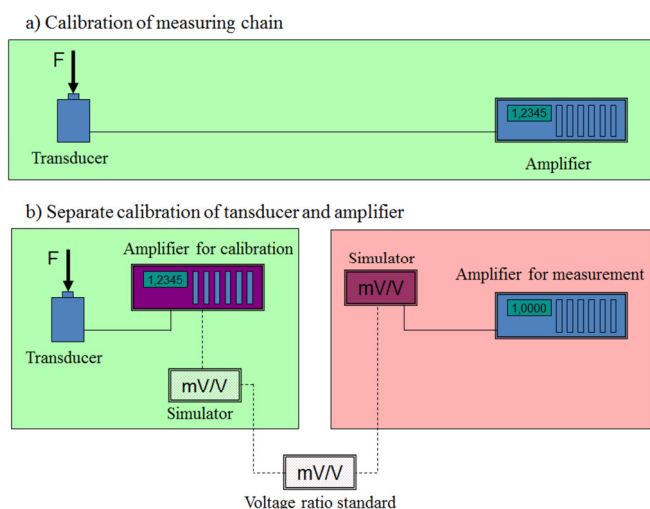 a) Calibration of measuring chain
F
1,2345
Transducer
Amplifier
b) Separate calibration of tansducer and amplifier
Amplifier for calibration
F
1,2345
Transducer
mV/V
Simulator
Simulator
mV/V
Amplifier for measurement
1,0000
mV/V
Voltage ratio standard